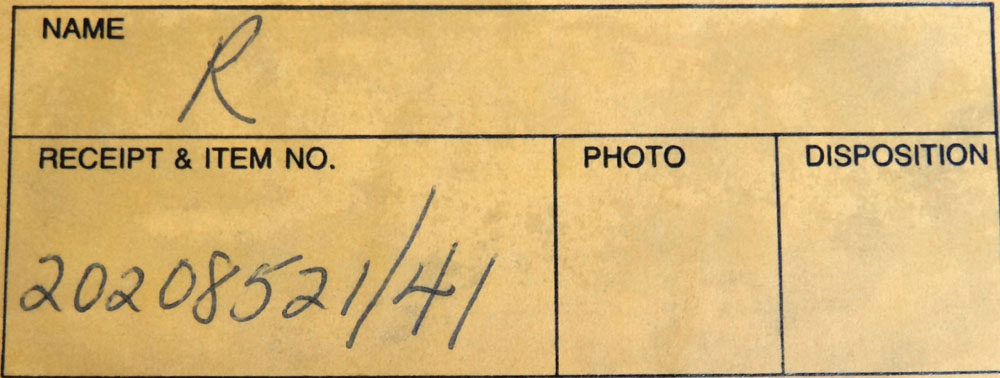 NAME
R
RECEIPT & ITEM NO.
PHOTO
DISPOSITION
20208521/41